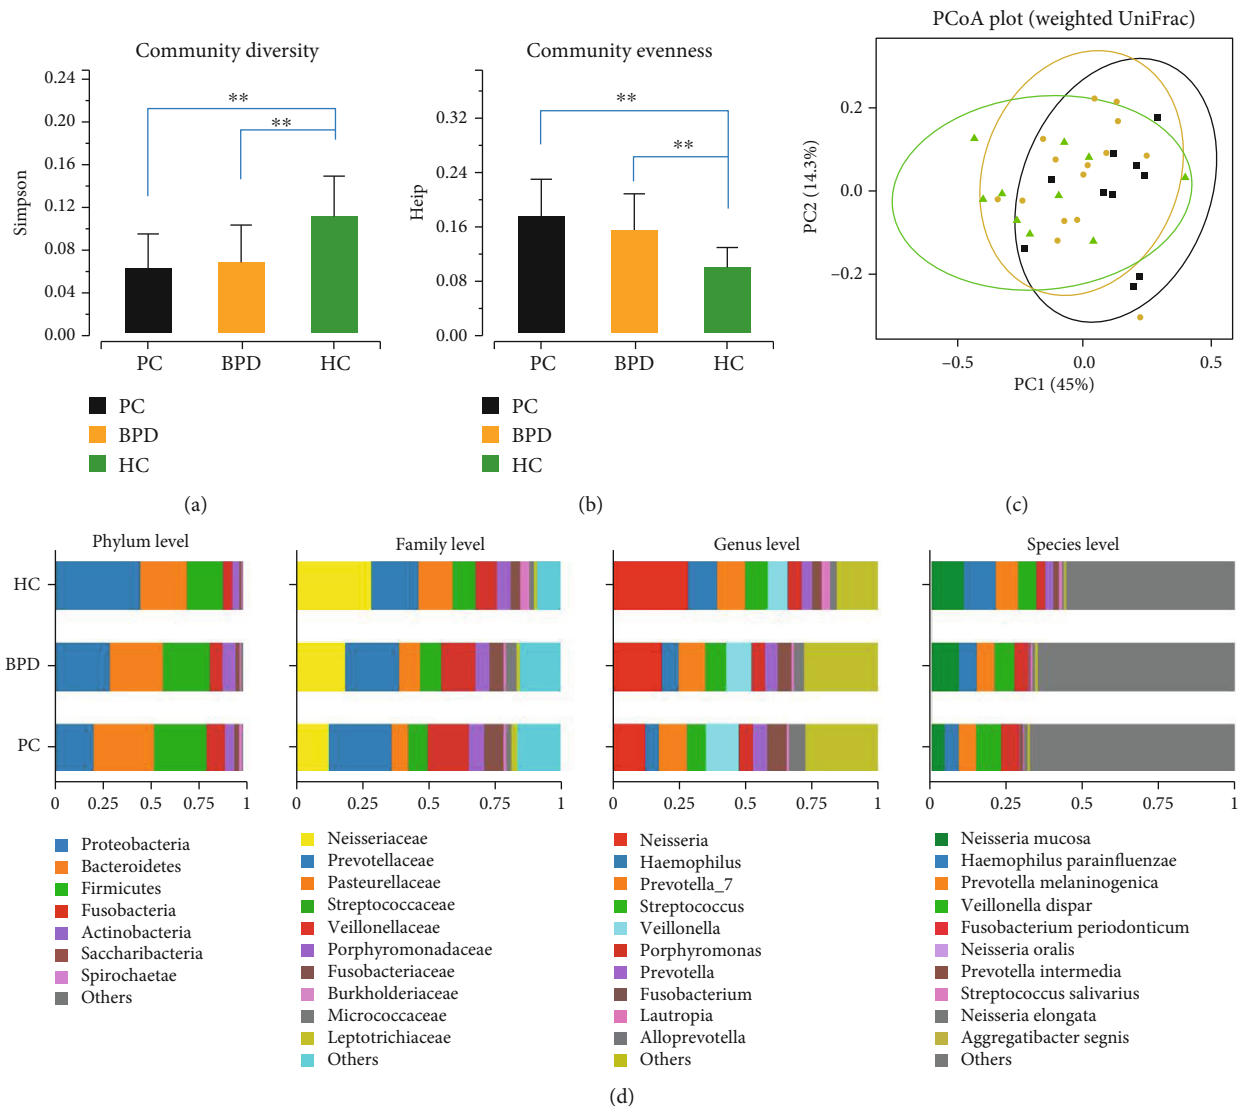 Community diversity
Simpson
0.24
0.20
0.16
0.12
0.08
0.04
0.00
**
**
PC BPD HC
PC
BPD
HC
(a)
Community evenness
Heip
0.32
0.24
0.16
0.08
0.00
**
**
PC BPD HC
PC
BPD
HC
(b)
PCoA plot (weighted UniFrac)
PC2 (14.3%)
0.2
0.0
−0.2
−0.5 0.0 0.5
PC1 (45%)
(c)
Phylum level
HC
BPD
PC
0 0.25 0.5 0.75 1
Proteobacteria
Bacteroidetes
Firmicutes
Fusobacteria
Actinobacteria
Saccharibacteria
Spirochaetae
Others
Family level
0 0.25 0.5 0.75 1
Neisseriaceae
Prevotellaceae
Pasteurellaceae
Streptococcaceae
Veillonellaceae
Porphyromonadaceae
Fusobacteriaceae
Burkholderiaceae
Micrococcaceae
Leptotrichiaceae
Others
Genus level
0 0.25 0.5 0.75 1
Neisseria
Haemophilus
Prevotella_7
Streptococcus
Veillonella
Porphyromonas
Prevotella
Fusobacterium
Lautropia
Alloprevotella
Others
Species level
0 0.25 0.5 0.75 1
Neisseria mucosa
Haemophilus parainfluenzae
Prevotella melaninogenica
Veillonella dispar
Fusobacterium periodonticum
Neisseria oralis
Prevotella intermedia
Streptococcus salivarius
Neisseria elongata
Aggregatibacter segnis
Others
(d)